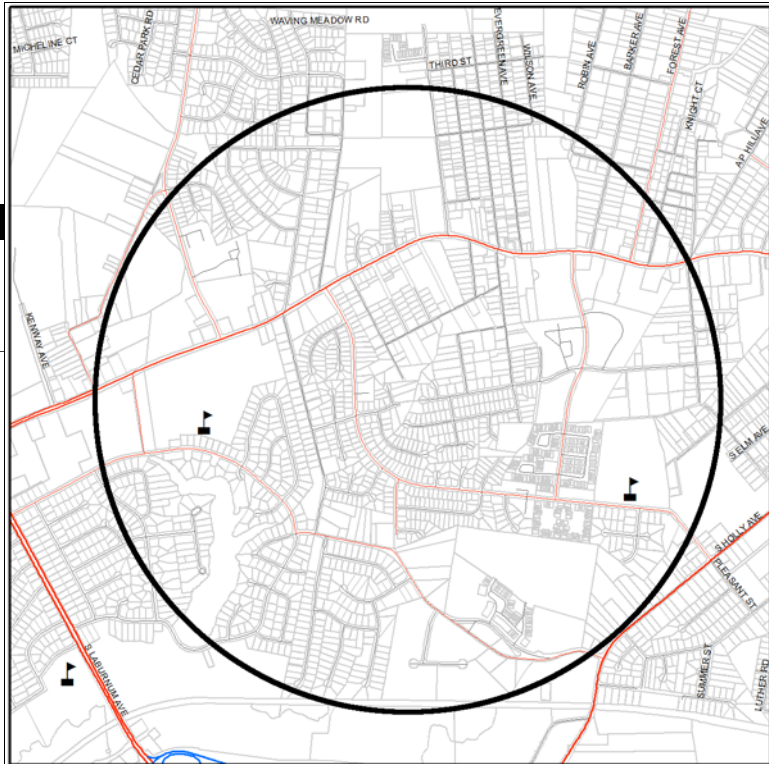 WAVING MEADOW RD
MICHELINE CT
CEDAR PARK RD
EVERGREEN AVE
WILSON AVE
THIRD ST
ROBIN AVE
BARKER AVE
FOREST AVE
KNIGHT CT
A P HILL AVE
KENWAY AVE
S ELM AVE
S HOLLY AVE
PLEASANT ST
S LABURNUM AVE
SUMMER ST
LUTHER RD